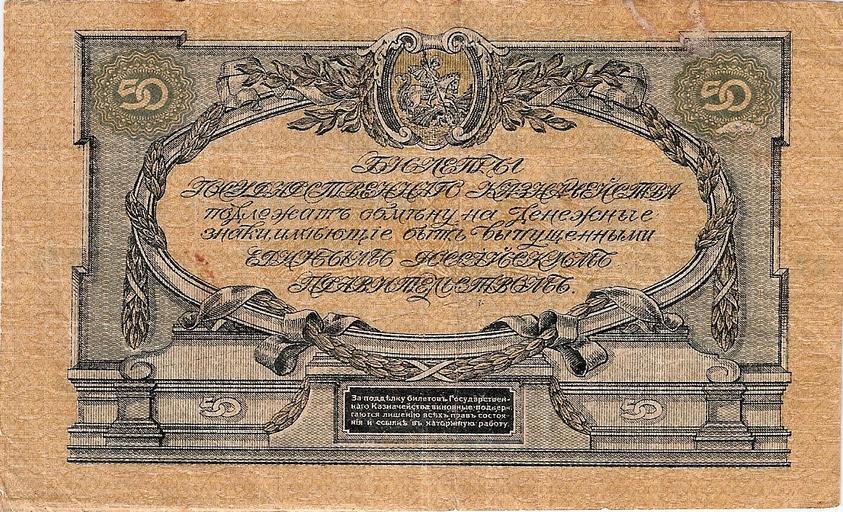 50 50
БИЛЕТЫ
ГОСУДАРСТВЕННАГО КАЗНАЧЕЙСТВА
подлежатъ обмѣну на Денежные
знаки, имѣющіе быть выпущенными
ЕДИНЫМЪ РОССІЙСКИМЪ
ПРАВИТЕЛЬСТВОМЪ.
50 50
За поддѣлку билетовъ Государствен-
наго Казначейства виновные подвер-
гаются лишенію всѣхъ правъ состоя-
нія и ссылкѣ въ каторжную работу